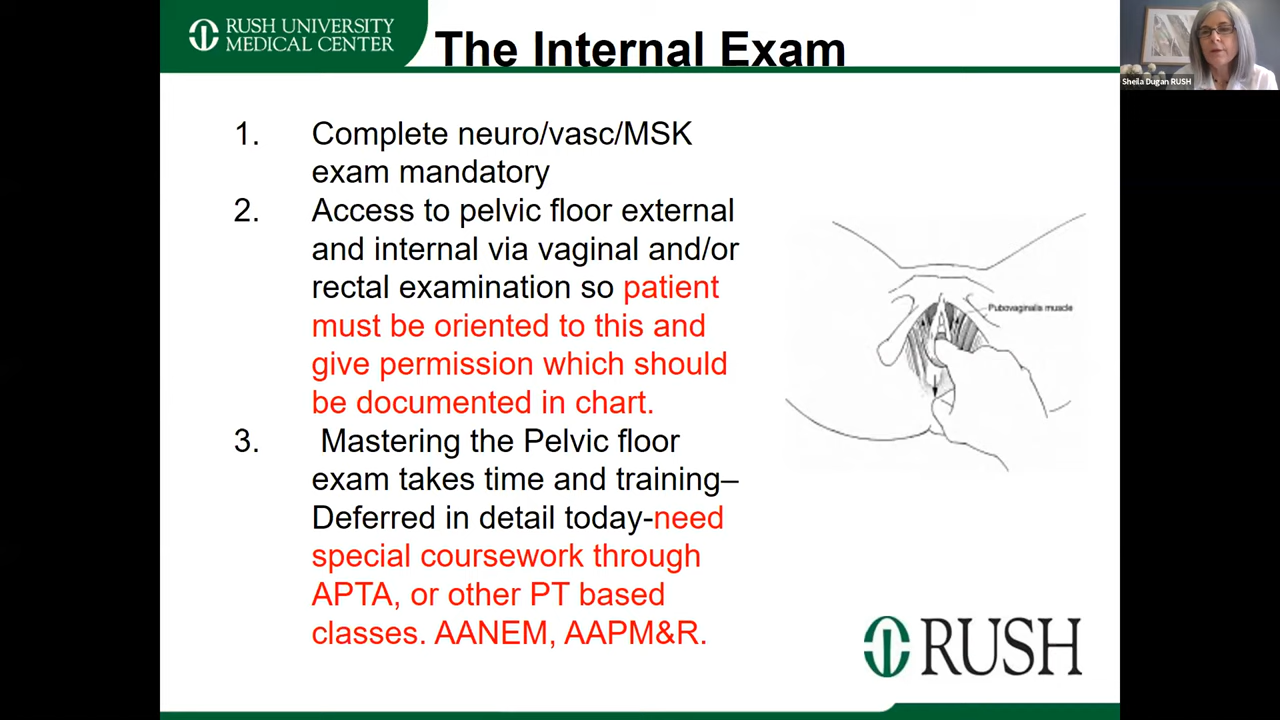 RUSH UNIVERSITY
MEDICAL CENTER
The Internal Exam
Sheila Dugan RUSH
1. Complete neuro/vasc/MSK
exam mandatory
2. Access to pelvic floor external
and internal via vaginal and/or
rectal examination so patient
must be oriented to this and
give permission which should
be documented in chart.
3. Mastering the Pelvic floor
exam takes time and training–
Deferred in detail today-need
special coursework through
APTA, or other PT based
classes. AANEM, AAPM&R.
Pubovaginalis muscle
RUSH